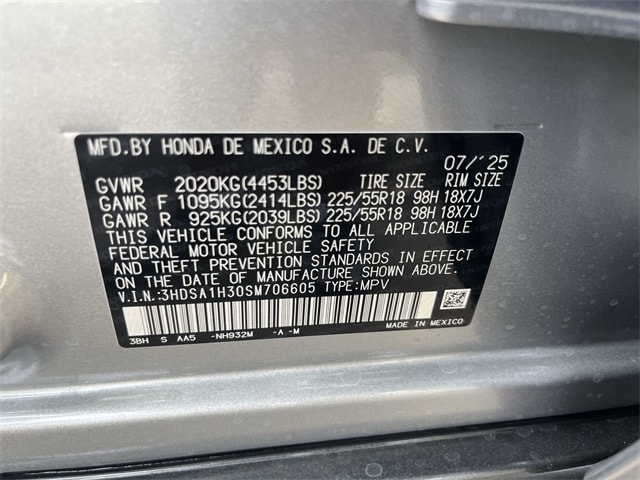 MFD.BY HONDA DE MEXICO S.A. DE C.V.
07/'25
GVWR 2020KG(4453LBS) TIRE SIZE RIM SIZE
GAWR F 1095KG(2414LBS) 225/55R18 98H 18X7J
GAWR R 925KG(2039LBS) 225/55R18 98H 18X7J
THIS VEHICLE CONFORMS TO ALL APPLICABLE
FEDERAL MOTOR VEHICLE SAFETY
AND THEFT PREVENTION STANDARDS IN EFFECT
ON THE DATE OF MANUFACTURE SHOWN ABOVE.
V.I.N.:3HDSA1H30SM706605 TYPE:MPV
3BH S AA5 -NH932M -A -M
MADE IN MEXICO